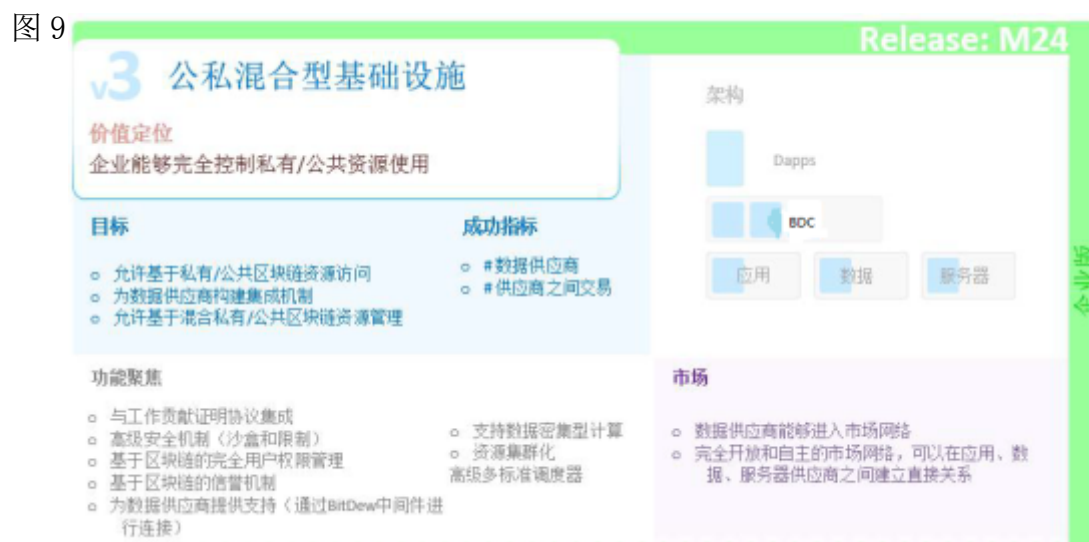 图 9
Release: M24
v3 公私混合型基础设施
价值定位
企业能够完全控制私有/公共资源使用
目标
○ 允许基于私有/公共区块链资源访问
○ 为数据供应商构建集成机制
○ 允许基于混合私有/公共区块链资源管理
成功指标
○ #数据供应商
○ #供应商之间交易
架构
Dapps
BDC
应用 数据 服务器
企业版
功能聚焦
○ 与工作贡献证明协议集成
○ 高级安全机制（沙盒和限制）
○ 基于区块链的完全用户权限管理
○ 基于区块链的信誉机制
○ 为数据供应商提供支持（通过BitDew中间件进
行连接）
○ 支持数据密集型计算
○ 资源集群化
高级多标准调度器
市场
○ 数据供应商能够进入市场网络
○ 完全开放和自主的市场网络，可以在应用、数
据、服务器供应商之间建立直接关系